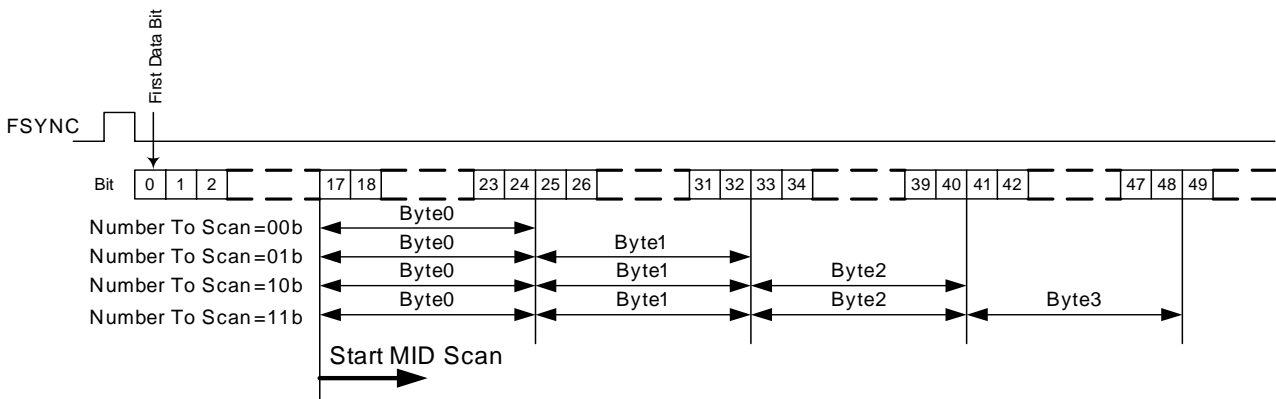 First Data Bit
FSYNC
Bit 0 1 2 17 18 23 24 25 26 31 32 33 34 39 40 41 42 47 48 49
Number To Scan=00b Byte0
Number To Scan=01b Byte0 Byte1
Number To Scan=10b Byte0 Byte1 Byte2
Number To Scan=11b Byte0 Byte1 Byte2 Byte3
Start MID Scan